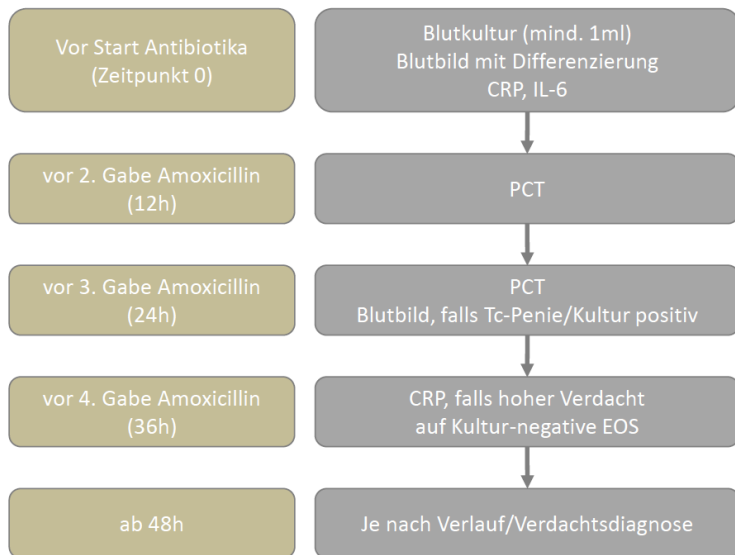 Vor Start Antibiotika
(Zeitpunkt 0)
Blutkultur (mind. 1ml)
Blutbild mit Differenzierung
CRP, IL-6
vor 2. Gabe Amoxicillin
(12h)
PCT
vor 3. Gabe Amoxicillin
(24h)
PCT
Blutbild, falls Tc-Penie/Kultur positiv
vor 4. Gabe Amoxicillin
(36h)
CRP, falls hoher Verdacht
auf Kultur-negative EOS
ab 48h
Je nach Verlauf/Verdachtsdiagnose